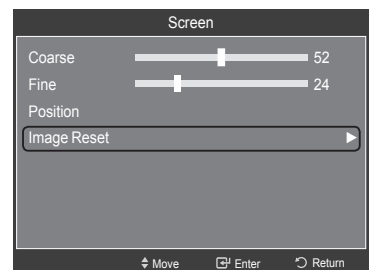 Screen
Coarse 52
Fine 24
Position
Image Reset
Move Enter Return